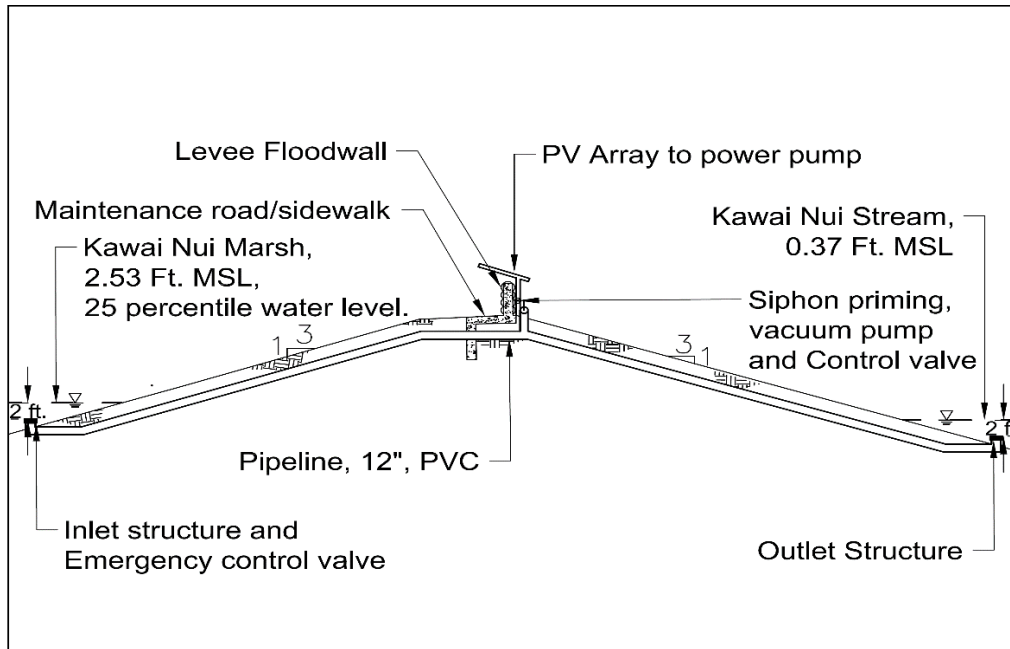 Levee Floodwall
PV Array to power pump
Maintenance road/sidewalk
Kawai Nui Stream,
0.37 Ft. MSL
Kawai Nui Marsh,
2.53 Ft. MSL,
25 percentile water level.
Siphon priming,
vacuum pump
and Control valve
1 3
3 1
2 ft.
2 f
Pipeline, 12", PVC
Inlet structure and
Emergency control valve
Outlet Structure